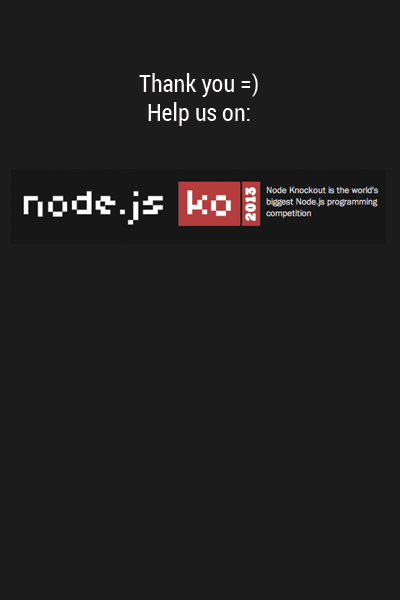 Thank you =)
Help us on:
node.js ko 2013
Node Knockout is the world's
biggest Node.js programming
competition